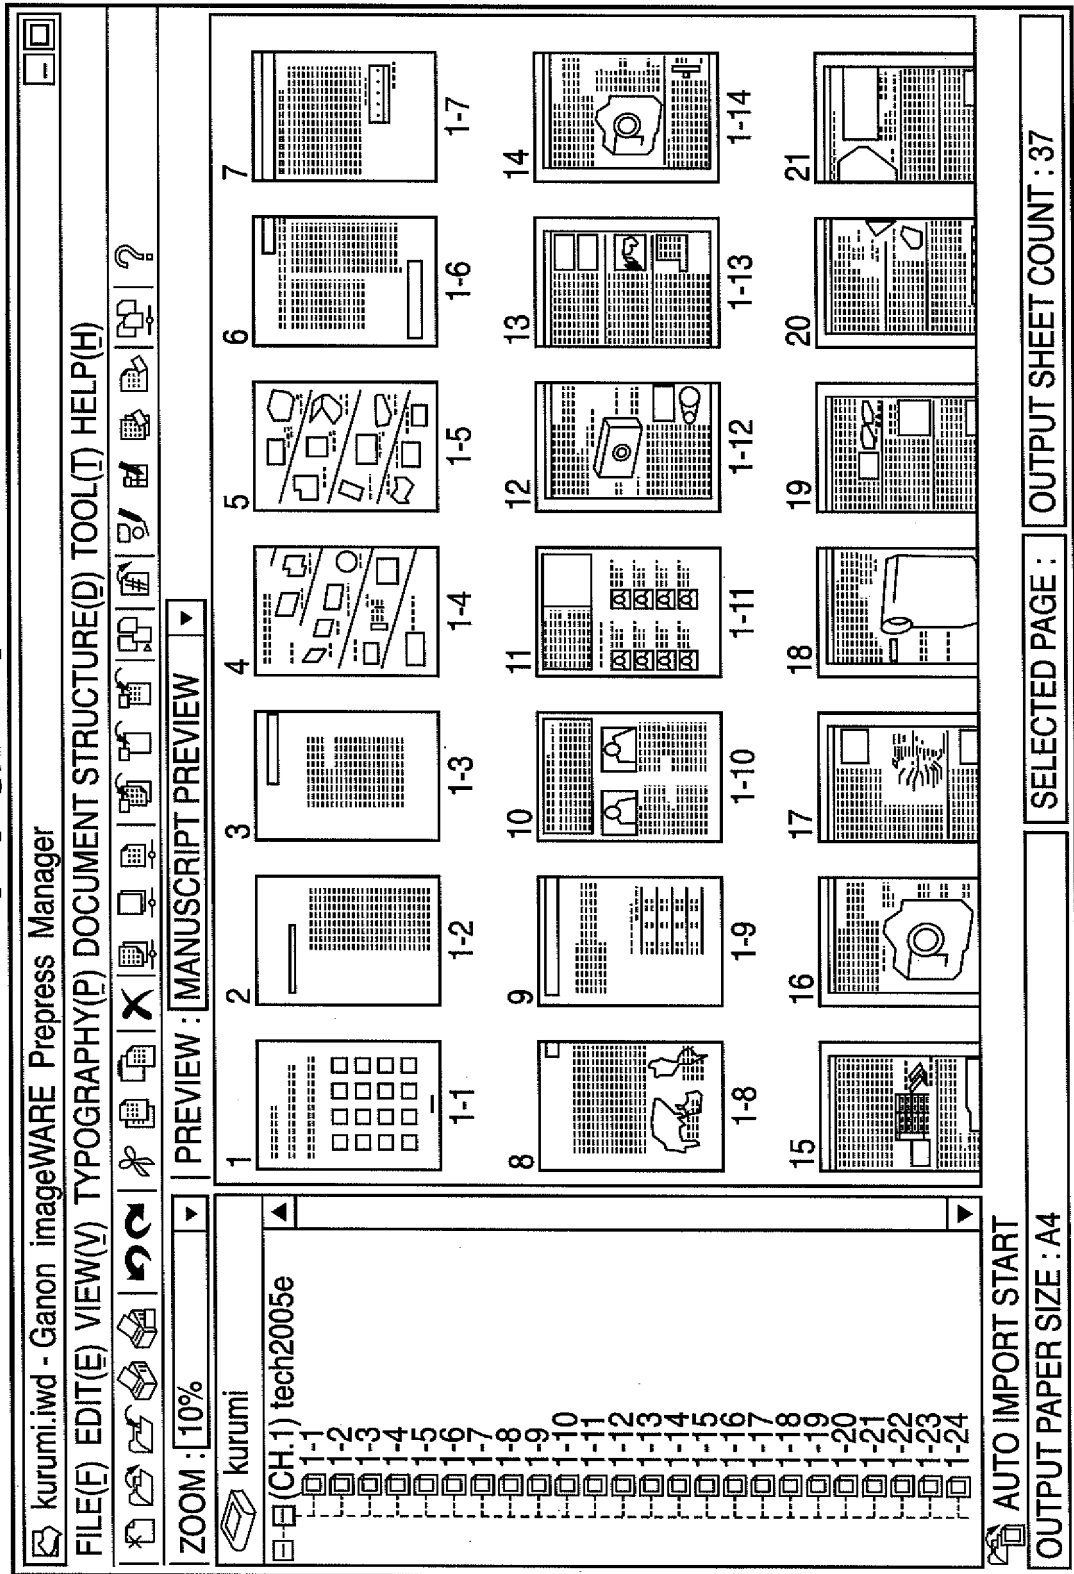 kurumi.iwd - Ganon imageWARE Prepress Manager
FILE(F) EDIT(E) VIEW(V) TYPOGRAPHY(P) DOCUMENT STRUCTURE(D) TOOL(T) HELP(H)
ZOOM : 10% PREVIEW : MANUSCRIPT PREVIEW
kurumi
(CH.1) tech2005e
1-1
1-2
1-3
1-4
1-5
1-6
1-7
1-8
1-9
1-10
1-11
1-12
1-13
1-14
1-15
1-16
1-17
1-18
1-19
1-20
1-21
1-22
1-23
1-24
1 2 3 4 5 6 7
1-1 1-2 1-3 1-4 1-5 1-6 1-7
8 9 10 11 12 13 14
1-8 1-9 1-10 1-11 1-12 1-13 1-14
15 16 17 18 19 20 21
AUTO IMPORT START
OUTPUT PAPER SIZE : A4 SELECTED PAGE : OUTPUT SHEET COUNT : 37